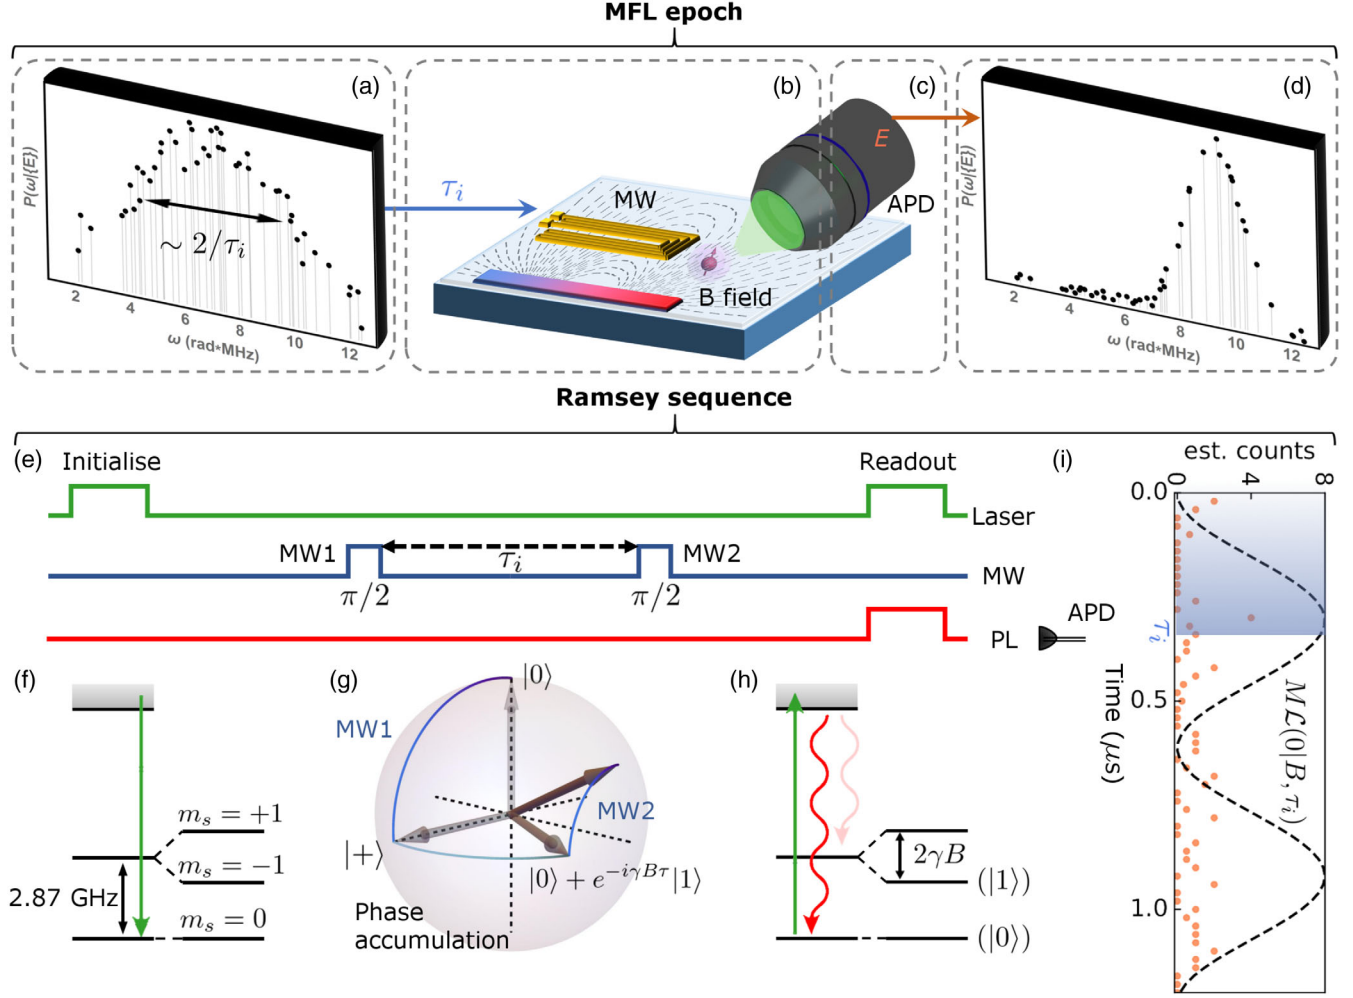 MFL epoch
(a)
P(ω|{E})
∼ 2/τᵢ
2
4
6
8
10
12
ω (rad*MHz)
τᵢ
(b)
MW
B field
(c)
E
APD
(d)
P(ω|{E})
2
4
6
8
10
12
ω (rad*MHz)
Ramsey sequence
(e)
Initialise
Readout
Laser
MW1
τᵢ
MW2
MW
π/2
π/2
APD
PL
(f)
m_s = +1
m_s = −1
2.87 GHz
m_s = 0
(g)
|0⟩
MW1
MW2
|+⟩
|0⟩ + e^{−iγBτ}|1⟩
Phase
accumulation
(h)
2γB
(|1⟩)
(|0⟩)
(i)
est. counts
0
4
8
0.0
τᵢ
0.5
1.0
Time (μs)
Mℒ(0|B, τᵢ)